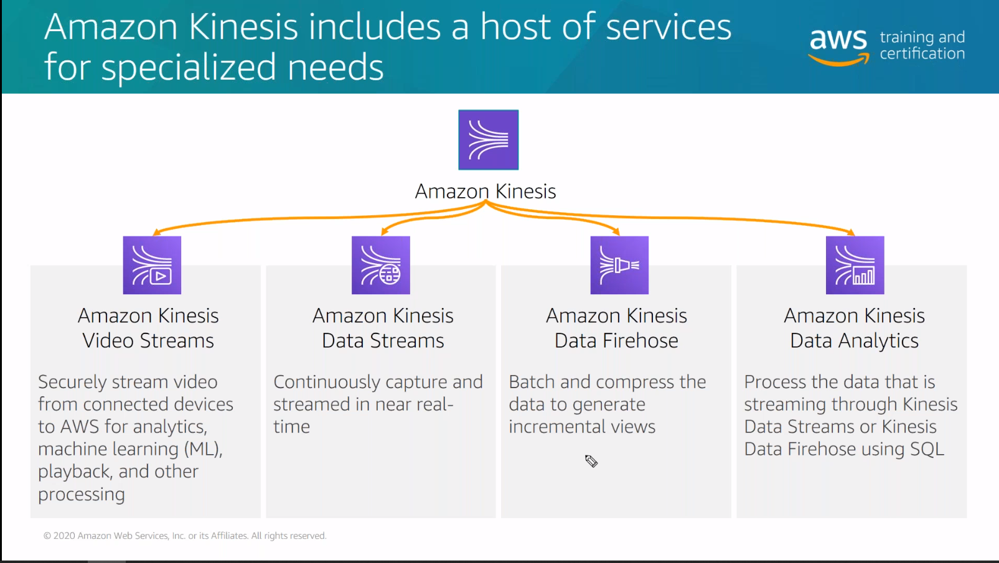 Amazon Kinesis includes a host of services
for specialized needs
aws training and
certification
Amazon Kinesis
Amazon Kinesis
Video Streams
Securely stream video
from connected devices
to AWS for analytics,
machine learning (ML),
playback, and other
processing
Amazon Kinesis
Data Streams
Continuously capture and
streamed in near real-
time
Amazon Kinesis
Data Firehose
Batch and compress the
data to generate
incremental views
Amazon Kinesis
Data Analytics
Process the data that is
streaming through Kinesis
Data Streams or Kinesis
Data Firehose using SQL
© 2020 Amazon Web Services, Inc. or its Affiliates. All rights reserved.